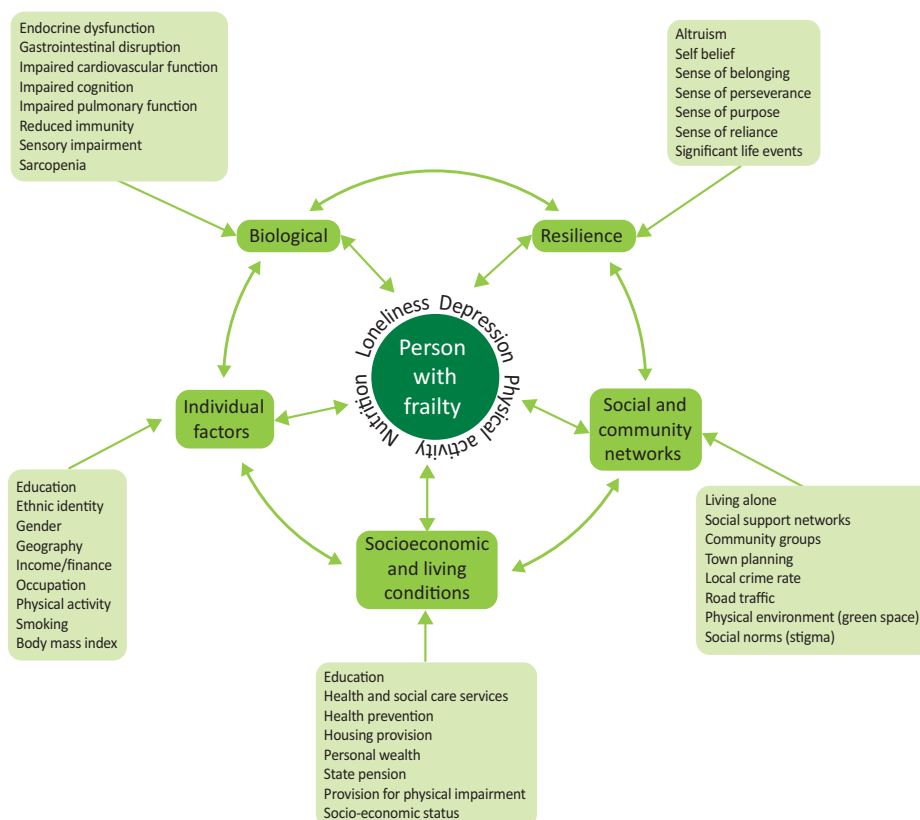 Endocrine dysfunction
Gastrointestinal disruption
Impaired cardiovascular function
Impaired cognition
Impaired pulmonary function
Reduced immunity
Sensory impairment
Sarcopenia
Altruism
Self belief
Sense of belonging
Sense of perseverance
Sense of purpose
Sense of reliance
Significant life events
Biological
Resilience
Loneliness Depression Physical activity Nutrition
Person
with
frailty
Individual
factors
Social and
community
networks
Education
Ethnic identity
Gender
Geography
Income/finance
Occupation
Physical activity
Smoking
Body mass index
Living alone
Social support networks
Community groups
Town planning
Local crime rate
Road traffic
Physical environment (green space)
Social norms (stigma)
Socioeconomic
and living
conditions
Education
Health and social care services
Health prevention
Housing provision
Personal wealth
State pension
Provision for physical impairment
Socio-economic status